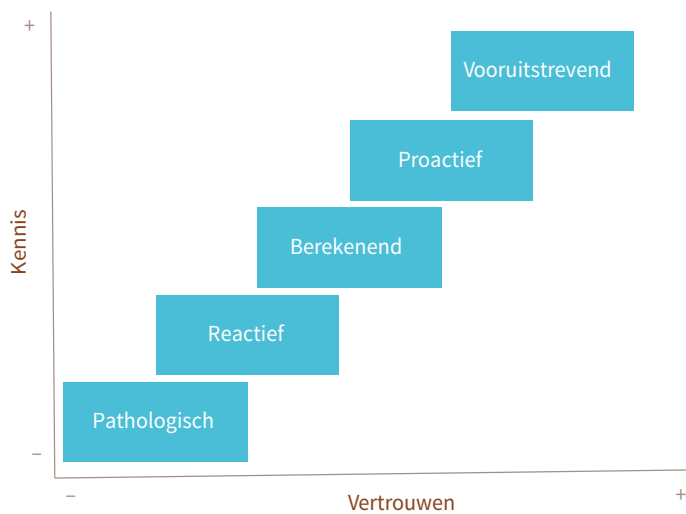 +
Vooruitstrevend
Proactief
Kennis
Berekenend
Reactief
Pathologisch
–
–
Vertrouwen
+